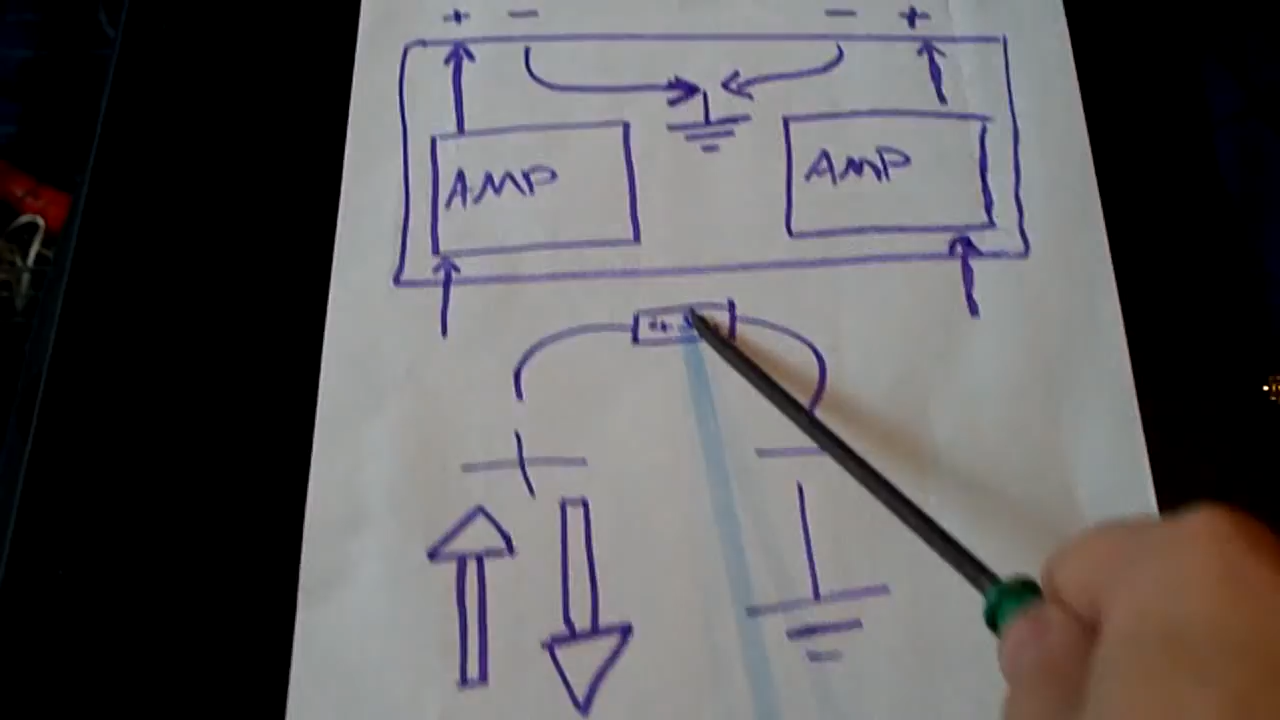 + − − +
AMP AMP
+ −